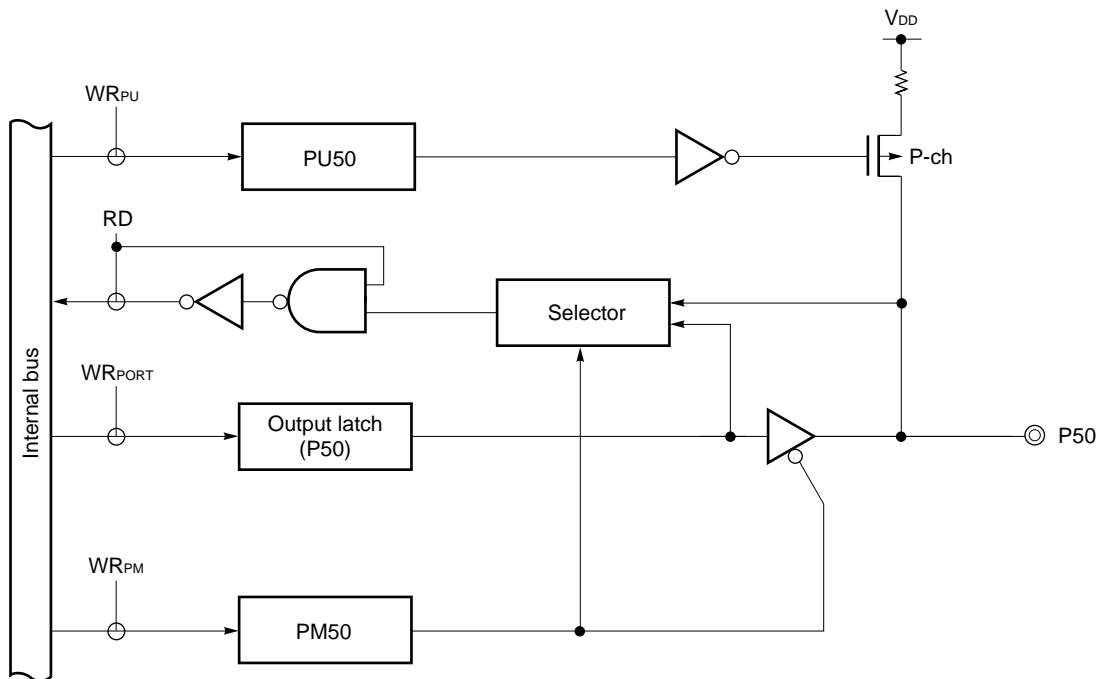 VDD
WRPU
PU50
P-ch
RD
Selector
Internal bus
WRPORT
Output latch
(P50)
P50
WRPM
PM50